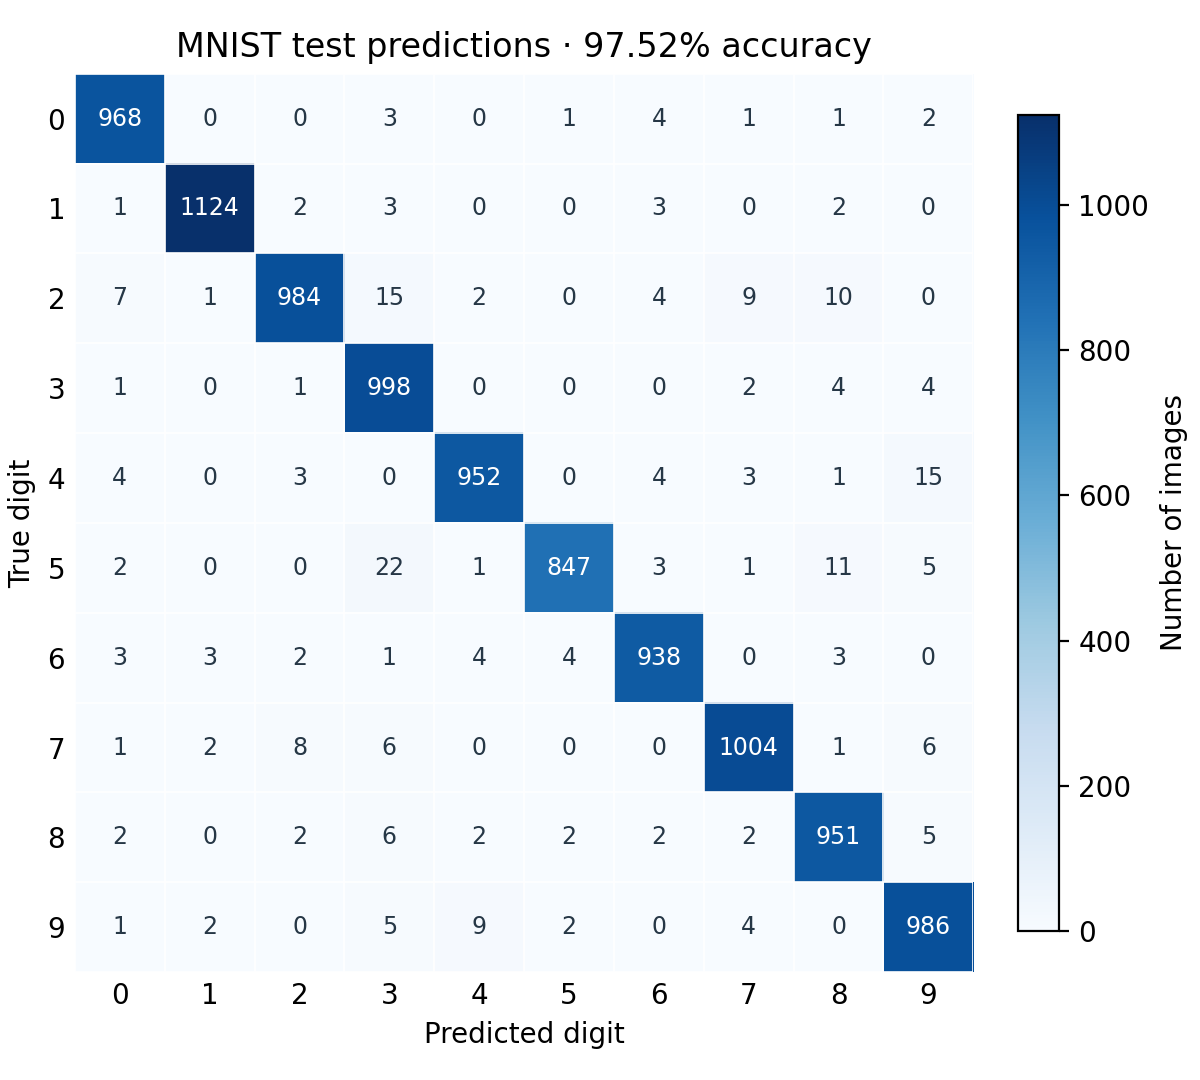 MNIST test predictions · 97.52% accuracy
True digit
0 968 0 0 3 0 1 4 1 1 2
1 1 1124 2 3 0 0 3 0 2 0
2 7 1 984 15 2 0 4 9 10 0
3 1 0 1 998 0 0 0 2 4 4
4 4 0 3 0 952 0 4 3 1 15
5 2 0 0 22 1 847 3 1 11 5
6 3 3 2 1 4 4 938 0 3 0
7 1 2 8 6 0 0 0 1004 1 6
8 2 0 2 6 2 2 2 2 951 5
9 1 2 0 5 9 2 0 4 0 986
0 1 2 3 4 5 6 7 8 9
Predicted digit
1000
800
600
400
200
0
Number of images